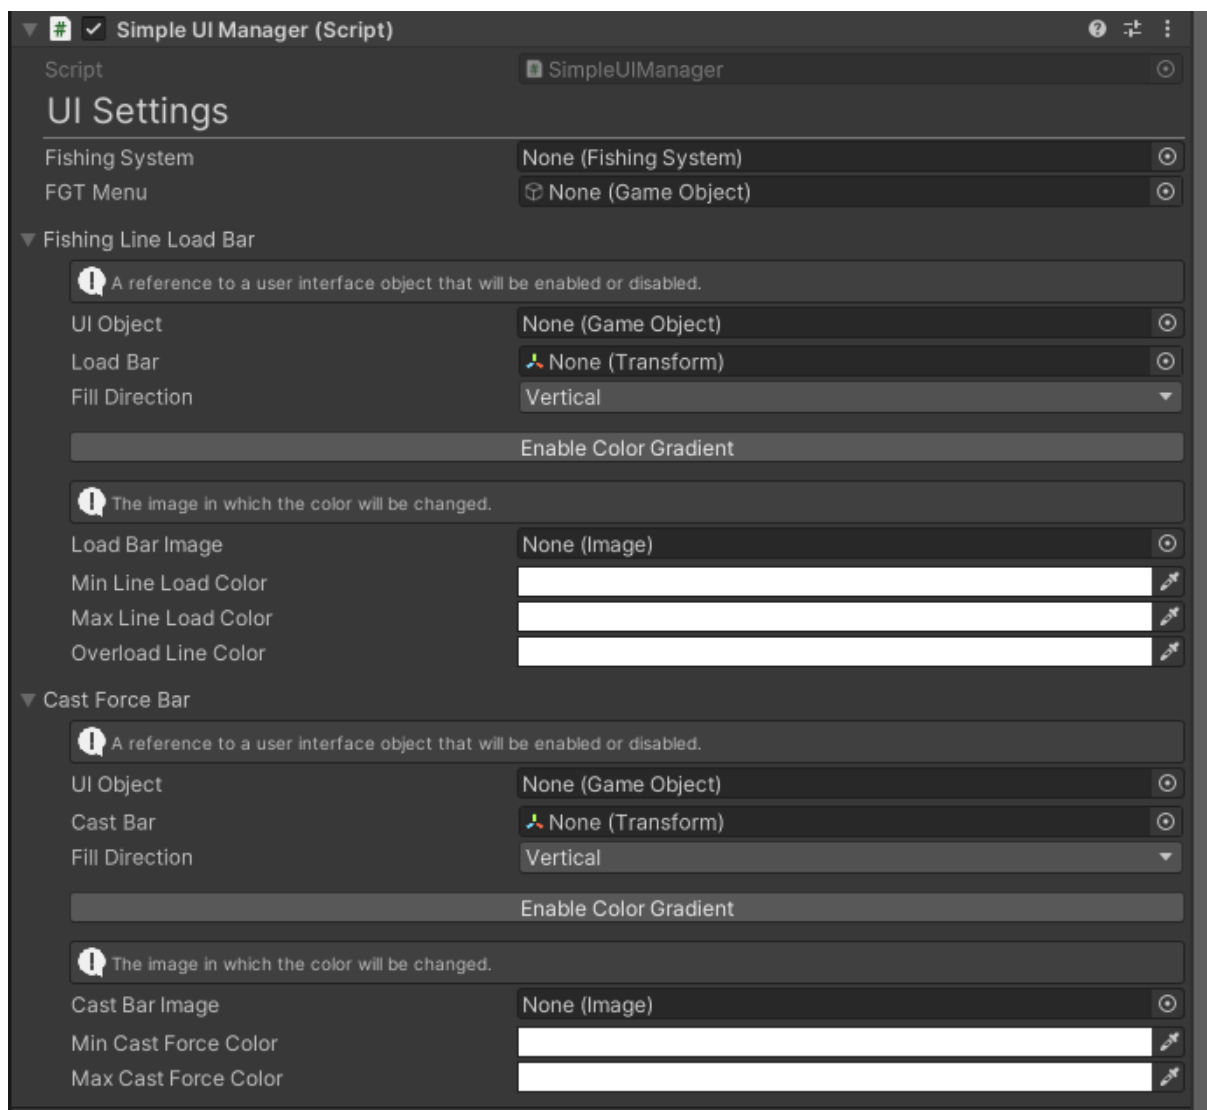 Simple UI Manager (Script)
Script SimpleUIManager
UI Settings
Fishing System None (Fishing System)
FGT Menu None (Game Object)
Fishing Line Load Bar
A reference to a user interface object that will be enabled or disabled.
UI Object None (Game Object)
Load Bar None (Transform)
Fill Direction Vertical
Enable Color Gradient
The image in which the color will be changed.
Load Bar Image None (Image)
Min Line Load Color
Max Line Load Color
Overload Line Color
Cast Force Bar
A reference to a user interface object that will be enabled or disabled.
UI Object None (Game Object)
Cast Bar None (Transform)
Fill Direction Vertical
Enable Color Gradient
The image in which the color will be changed.
Cast Bar Image None (Image)
Min Cast Force Color
Max Cast Force Color